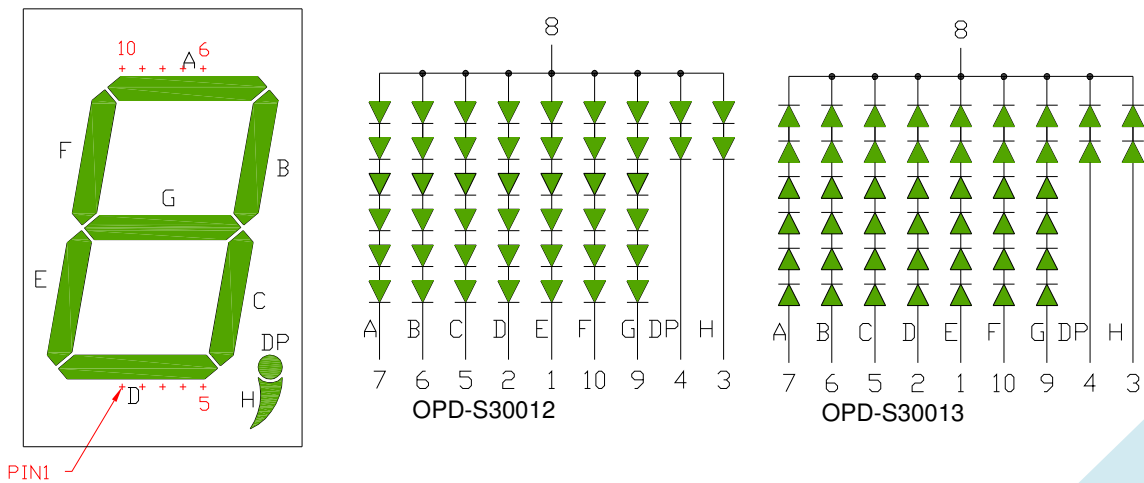 10 A 6
F B
G
E C
DP
D 5 H
PIN1
8
A B C D E F G DP H
7 6 5 2 1 10 9 4 3
OPD-S30012
8
A B C D E F G DP H
7 6 5 2 1 10 9 4 3
OPD-S30013